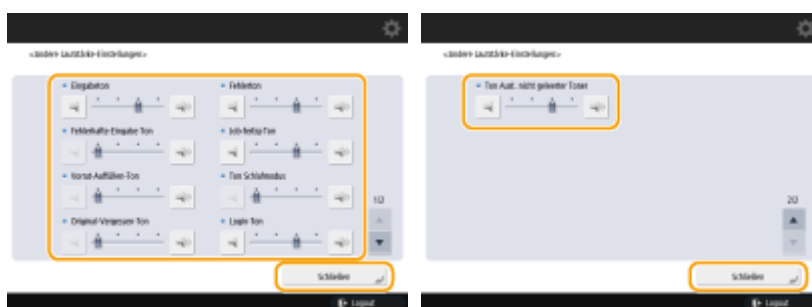 <Andere Lautstärke-Einstellungen>
Eingabeton
Fehlerton
Fehlerhafte-Eingabe-Ton
Job-fertig-Ton
Vorrat-Auffüllen-Ton
Ton Schlafmodus
Original-Vergessen-Ton
Login-Ton
1/2
Schließen
Logout
<Andere Lautstärke-Einstellungen>
Ton Aust. nicht geleerter Toner
2/2
Schließen
Logout